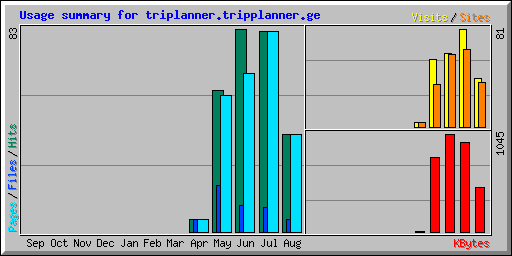 Usage summary for triplanner.tripplanner.ge
Visits/Sites
83
81
1045
Pages/Files/Hits
Sep Oct Nov Dec Jan Feb Mar Apr May Jun Jul Aug
KBytes